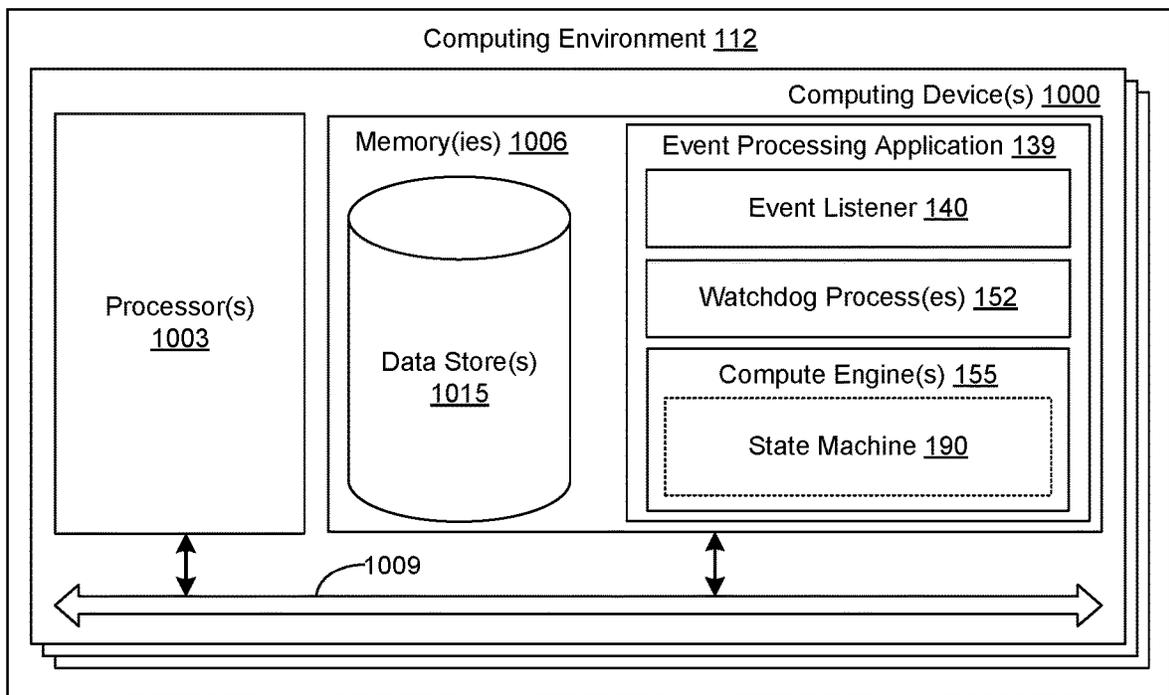 Computing Environment 112
Computing Device(s) 1000
Processor(s)
1003
Memory(ies) 1006
Data Store(s)
1015
Event Processing Application 139
Event Listener 140
Watchdog Process(es) 152
Compute Engine(s) 155
State Machine 190
1009